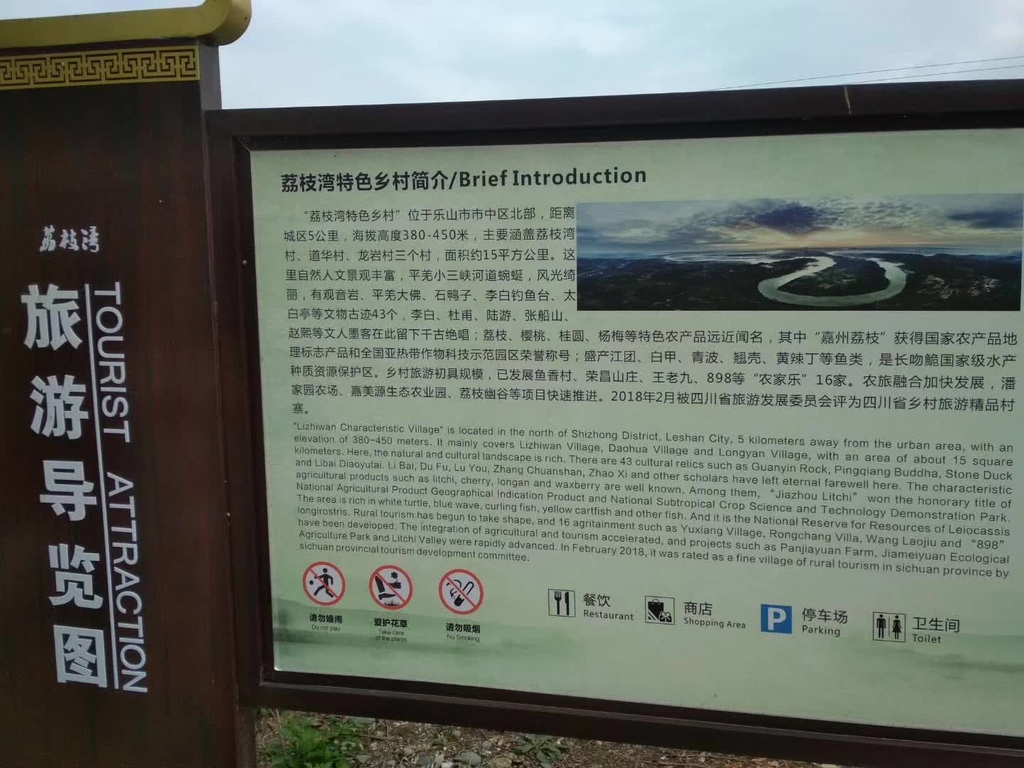 荔枝湾
旅游导览图
TOURIST ATTRACTION
荔枝湾特色乡村简介/Brief Introduction
“荔枝湾特色乡村”位于乐山市市中区北部，距离
城区5公里，海拔高度380-450米，主要涵盖荔枝湾
村、道华村、龙岩村三个村，面积约15平方公里。这
里自然人文景观丰富，平羌小三峡河道蜿蜒，风光绮
丽，有观音岩、平羌大佛、石鸭子、李白钓鱼台、太
白亭等文物古迹43个，李白、杜甫、陆游、张船山、
赵熙等文人墨客在此留下千古绝唱；荔枝、樱桃、桂圆、杨梅等特色农产品远近闻名，其中“嘉州荔枝”获得国家农产品地
理标志产品和全国亚热带作物科技示范园区荣誉称号；盛产江团、白甲、青波、翘壳、黄辣丁等鱼类，是长吻鮠国家级水产
种质资源保护区。乡村旅游初具规模，已发展鱼香村、荣昌山庄、王老九、898等“农家乐”16家。农旅融合加快发展，潘
家园农场、嘉美源生态农业园、荔枝幽谷等项目快速推进。2018年2月被四川省旅游发展委员会评为四川省乡村旅游精品村
寨。
"Lizhiwan Characteristic Village" is located in the north of Shizhong District, Leshan City, 5 kilometers away from the urban area, with an
elevation of 380-450 meters. It mainly covers Lizhiwan Village, Daohua Village and Longyan Village, with an area of about 15 square
kilometers. Here, the natural and cultural landscape is rich. There are 43 cultural relics such as Guanyin Rock, Pingqiang Buddha, Stone Duck
and Libai Diaoyutai. Li Bai, Du Fu, Lu You, Zhang Chuanshan, Zhao Xi and other scholars have left eternal farewell here. The characteristic
agricultural products such as litchi, cherry, longan and waxberry are well known. Among them, "Jiazhou Litchi" won the honorary title of
National Agricultural Product Geographical Indication Product and National Subtropical Crop Science and Technology Demonstration Park.
The area is rich in white turtle, blue wave, curling fish, yellow cartfish and other fish. And it is the National Reserve for Resources of Leiocassis
longirostris. Rural tourism has begun to take shape, and 16 agritainment such as Yuxiang Village, Rongchang Villa, Wang Laojiu and "898"
have been developed. The integration of agricultural and tourism accelerated, and projects such as Panjiayuan Farm, Jiameiyuan Ecological
Agriculture Park and Litchi Valley were rapidly advanced. In February 2018, it was rated as a fine village of rural tourism in sichuan province by
sichuan provincial tourism development committee.
请勿嬉闹
Do not play
爱护花草
Take care
of the plants
请勿吸烟
No Smoking
餐饮
Restaurant
商店
Shopping Area
P
停车场
Parking
卫生间
Toilet